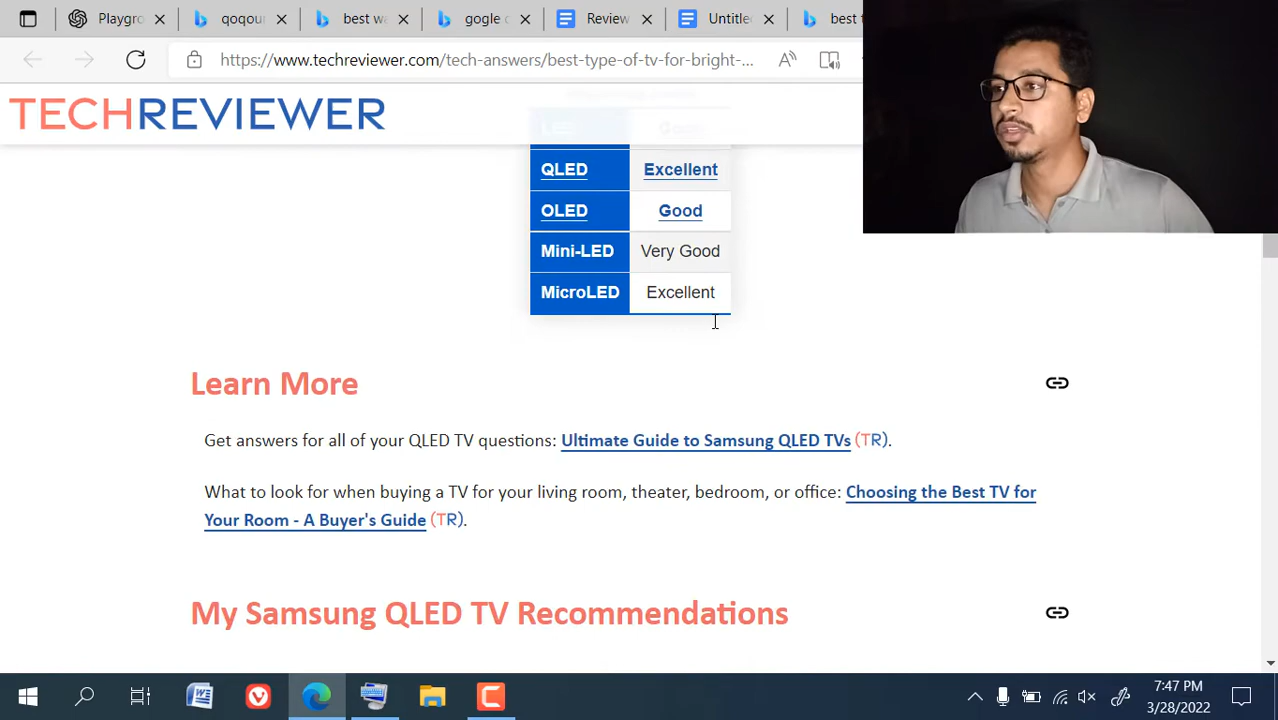 Playgro
qoqour
best we
gogle c
Review
Untitle
best t
https://www.techreviewer.com/tech-answers/best-type-of-tv-for-bright-...
TECHREVIEWER
QLED Excellent
OLED Good
Mini-LED Very Good
MicroLED Excellent
Learn More
Get answers for all of your QLED TV questions: Ultimate Guide to Samsung QLED TVs (TR).
What to look for when buying a TV for your living room, theater, bedroom, or office: Choosing the Best TV for
Your Room - A Buyer's Guide (TR).
My Samsung QLED TV Recommendations
7:47 PM
3/28/2022